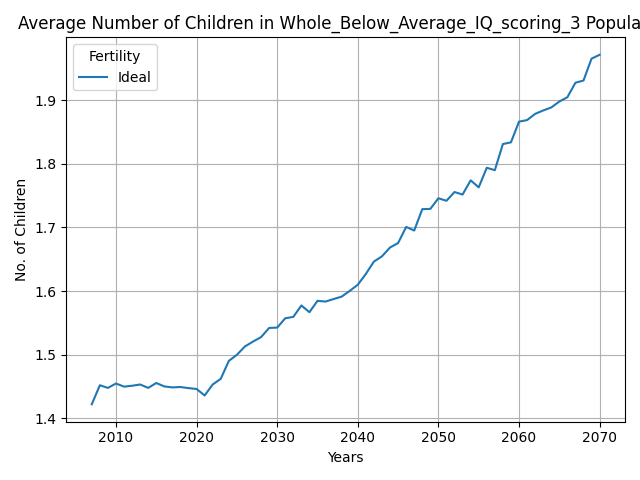 Average Number of Children in Whole_Below_Average_IQ_scoring_3 Popula
Fertility
Ideal
No. of Children
1.9
1.8
1.7
1.6
1.5
1.4
2010 2020 2030 2040 2050 2060 2070
Years